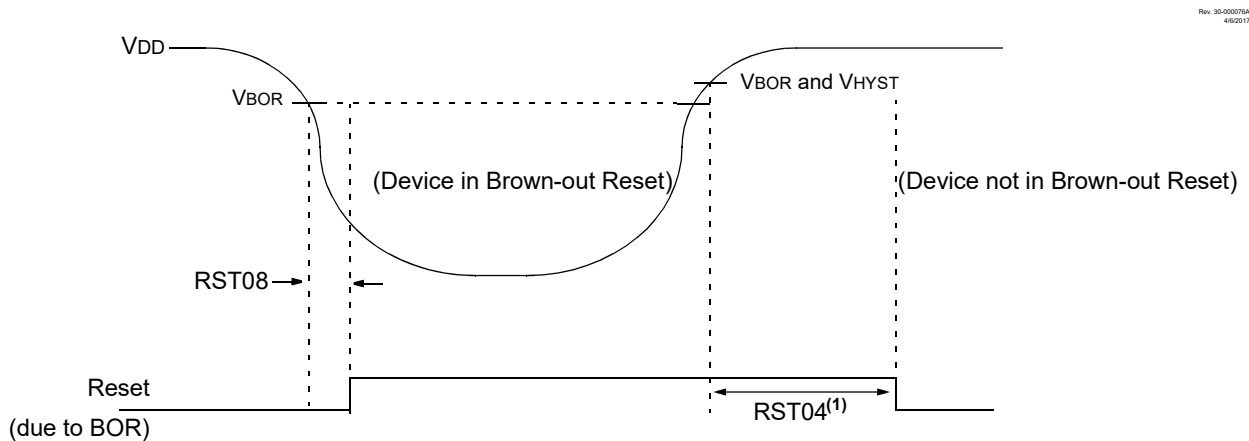 Rev. 30-000076A
4/6/2017
VDD
VBOR
VBOR and VHYST
(Device in Brown-out Reset)
(Device not in Brown-out Reset)
RST08
Reset
(due to BOR)
RST04(1)